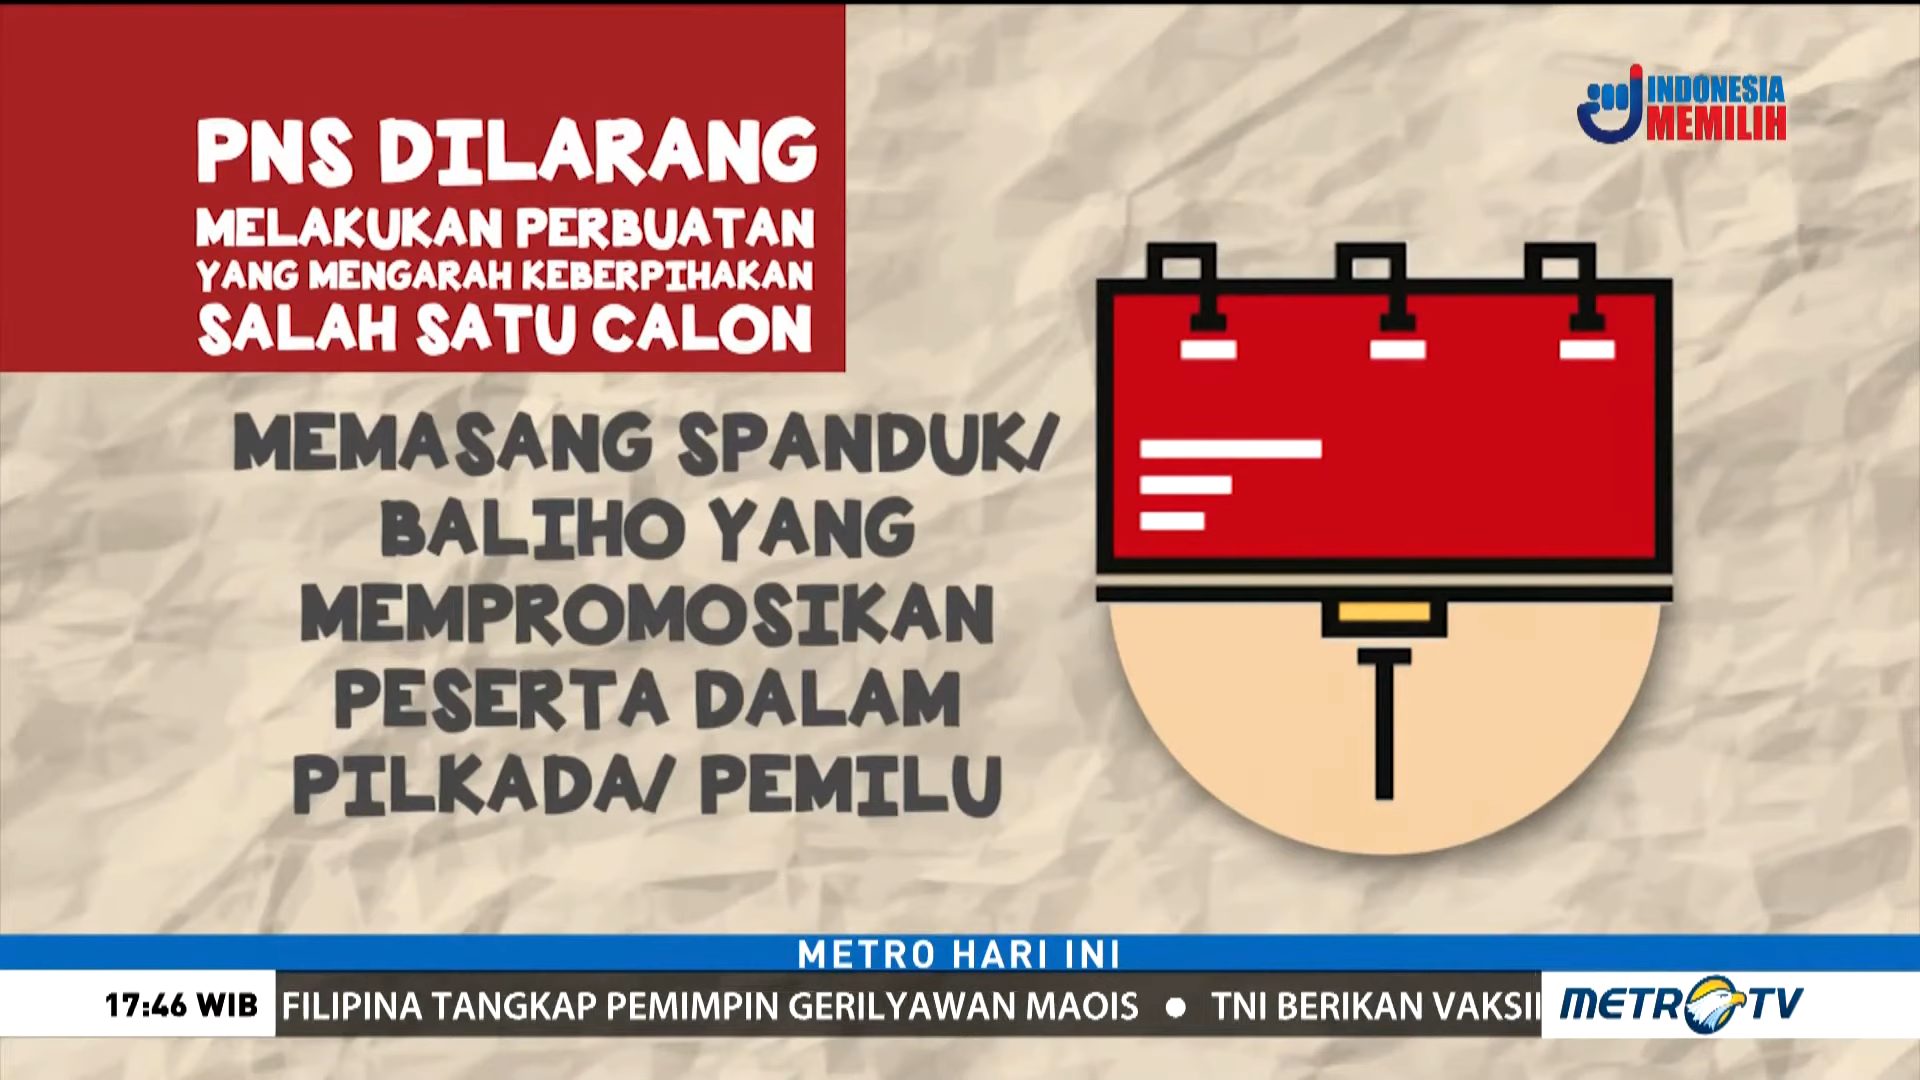 PNS DILARANG
MELAKUKAN PERBUATAN
YANG MENGARAH KEBERPIHAKAN
SALAH SATU CALON
INDONESIA
MEMILIH
MEMASANG SPANDUK/
BALIHO YANG
MEMPROMOSIKAN
PESERTA DALAM
PILKADA/ PEMILU
METRO HARI INI
17:46 WIB
FILIPINA TANGKAP PEMIMPIN GERILYAWAN MAOIS ● TNI BERIKAN
METRO TV